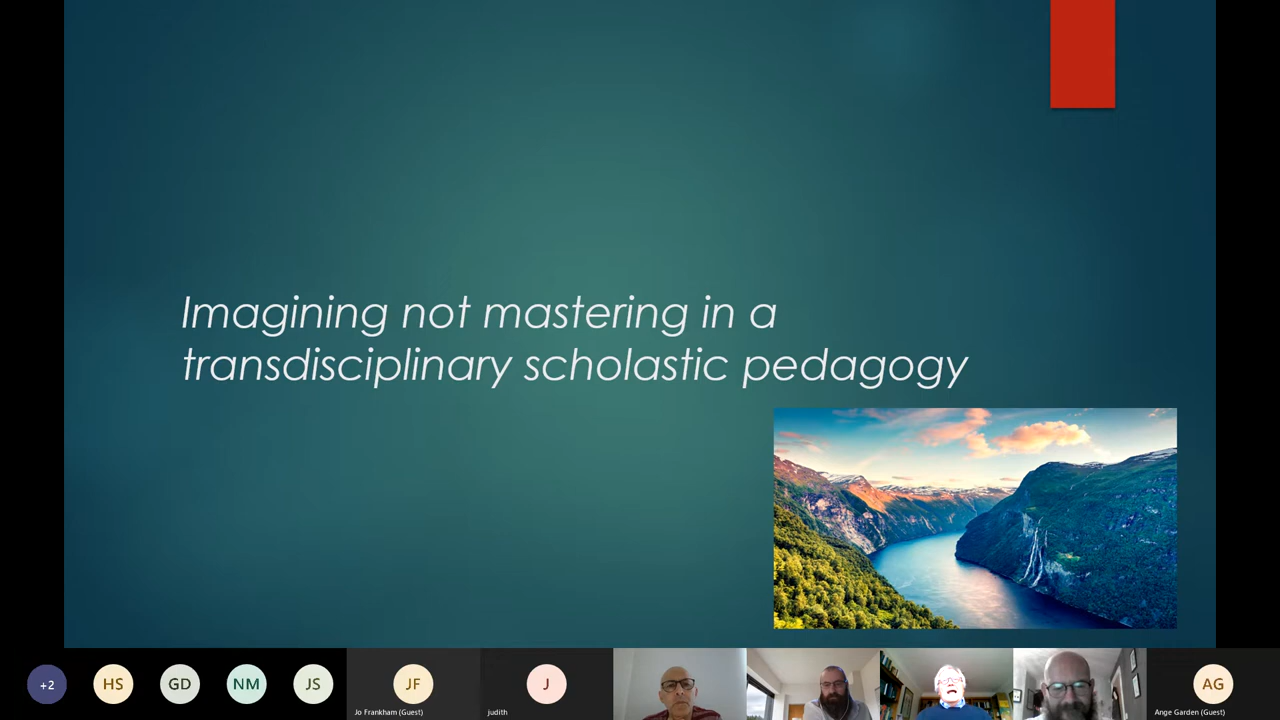 Imagining not mastering in a
transdisciplinary scholastic pedagogy
+2
HS
GD
NM
JS
JF
Jo Frankham (Guest)
J
judith
AG
Ange Garden (Guest)